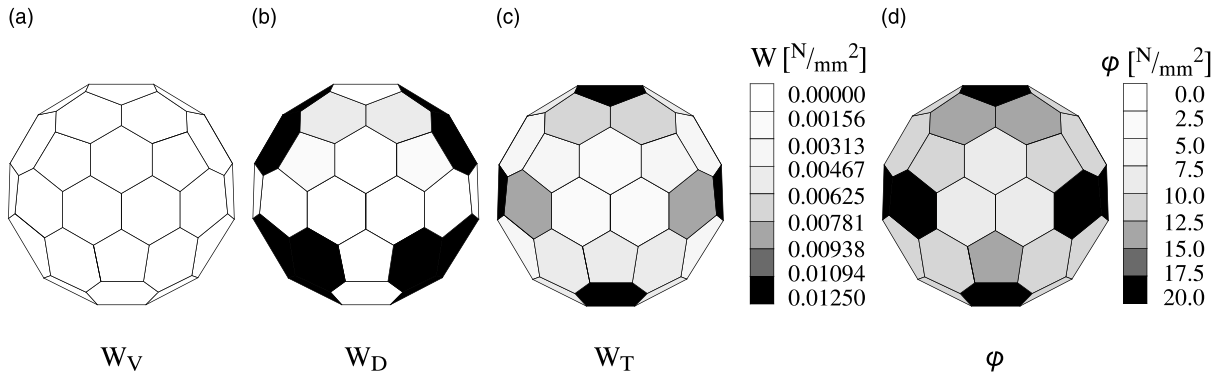 (a)
(b)
(c)
(d)
W [N/mm2]
0.00000
0.00156
0.00313
0.00467
0.00625
0.00781
0.00938
0.01094
0.01250
φ [N/mm2]
0.0
2.5
5.0
7.5
10.0
12.5
15.0
17.5
20.0
WV
WD
WT
φ